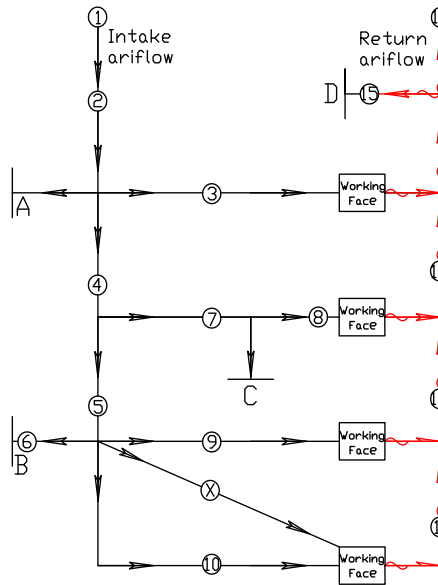 1
Intake
ariflow
Return
ariflow
2
D
15
A
3
Working
Face
4
7
8
Working
Face
C
5
6
B
9
Working
Face
X
10
Working
Face